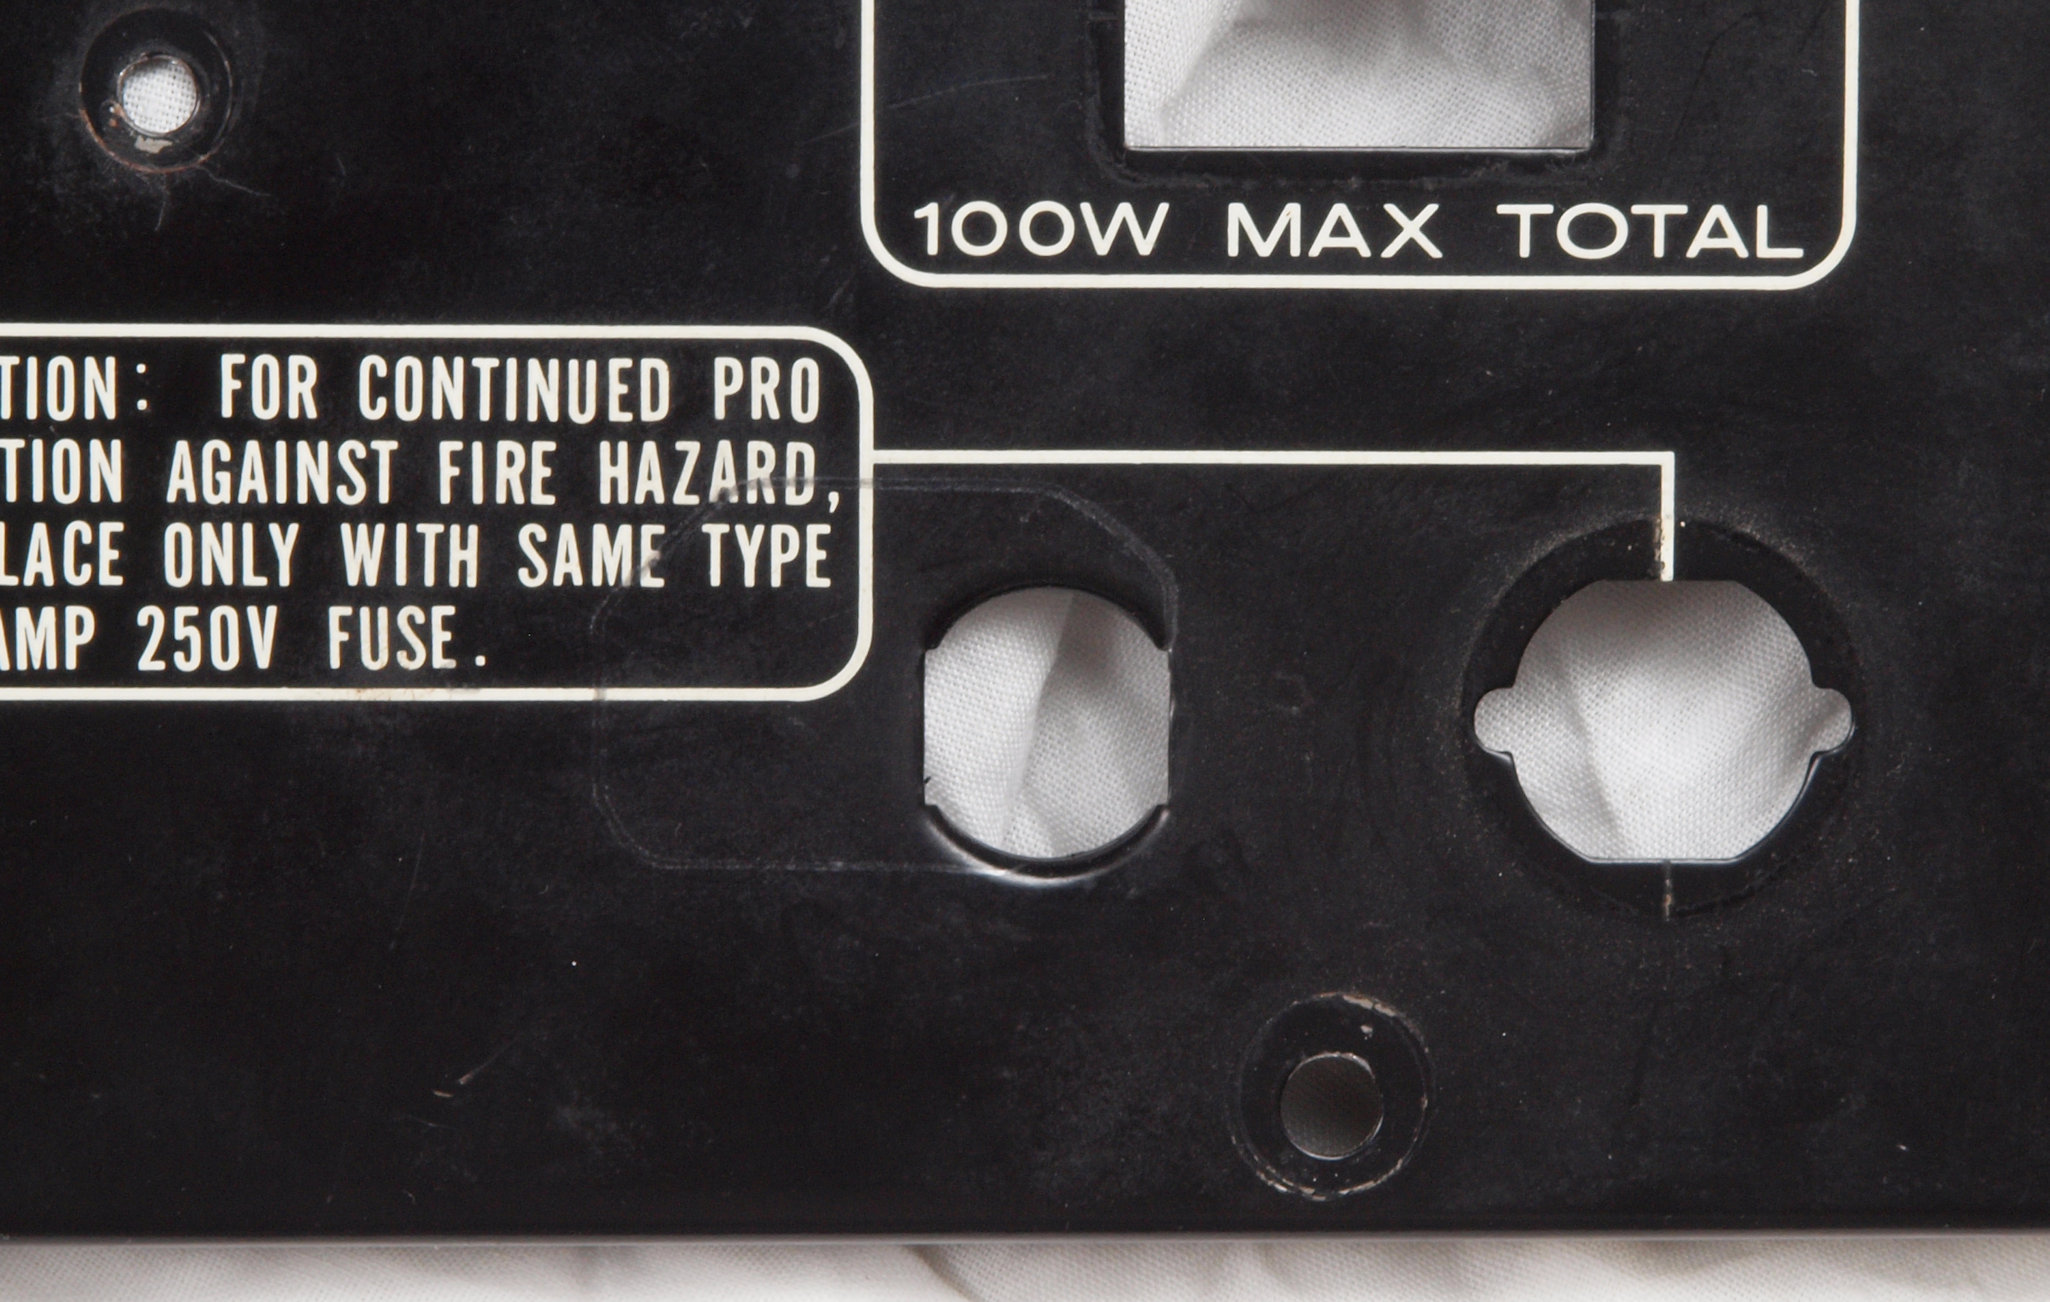 100W MAX TOTAL
TION: FOR CONTINUED PRO
TION AGAINST FIRE HAZARD,
LACE ONLY WITH SAME TYPE
AMP 250V FUSE.